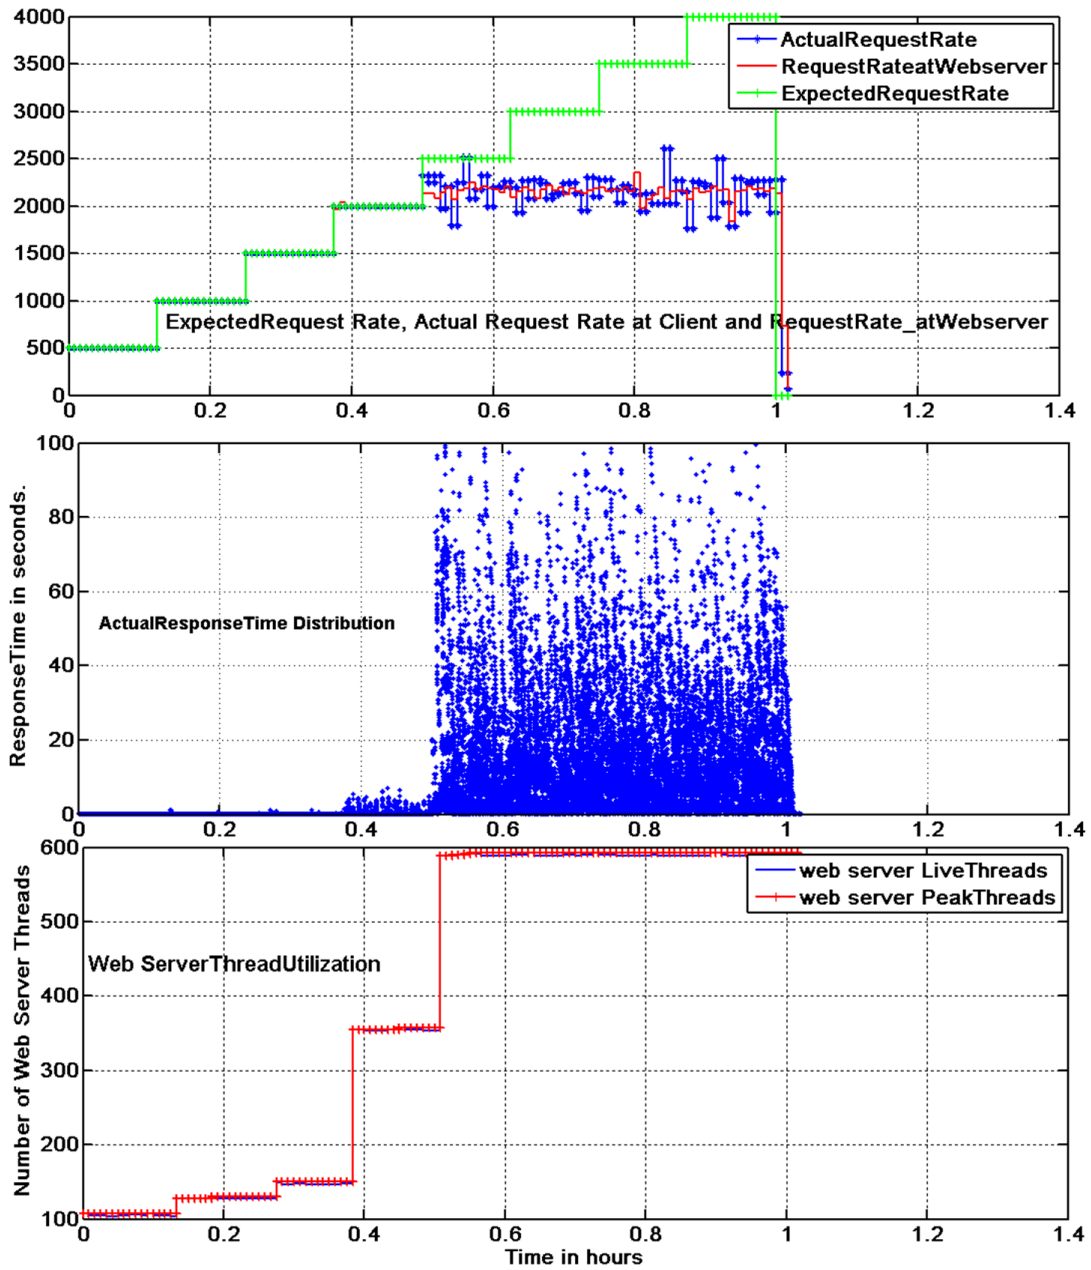 4000
3500
3000
2500
2000
1500
1000
500
0
ActualRequestRate
RequestRateatWebserver
ExpectedRequestRate
ExpectedRequest Rate, Actual Request Rate at Client and RequestRate_atWebserver
0 0.2 0.4 0.6 0.8 1 1.2 1.4
ResponseTime in seconds.
100
80
60
40
20
0
ActualResponseTime Distribution
0 0.2 0.4 0.6 0.8 1 1.2 1.4
Number of Web Server Threads
600
500
400
300
200
100
web server LiveThreads
web server PeakThreads
Web ServerThreadUtilization
0 0.2 0.4 0.6 0.8 1 1.2 1.4
Time in hours